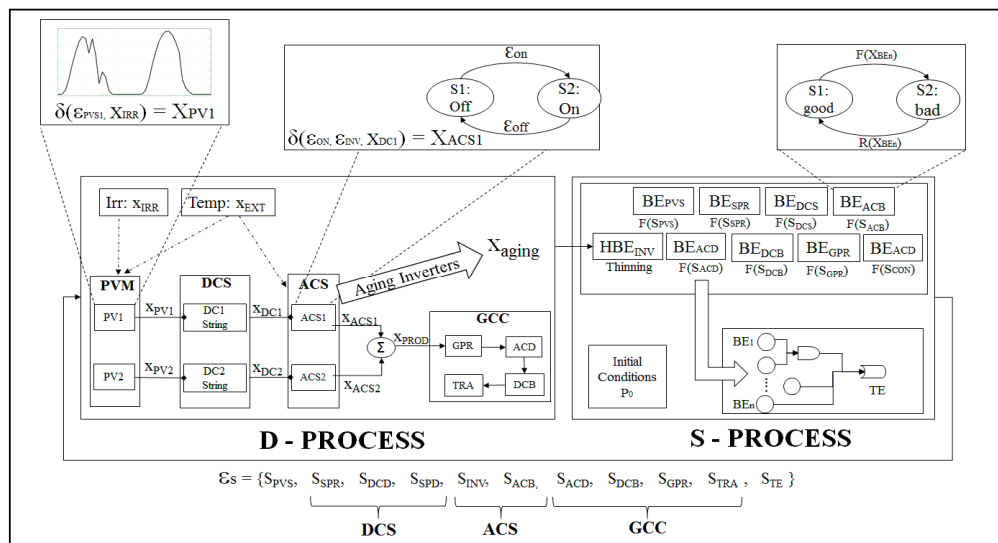 δ(εPVS1, XIRR) = XPV1
εon
S1: Off
S2: On
εoff
δ(εON, εINV, XDC1) = XACS1
F(XBEn)
S1: good
S2: bad
R(XBEn)
Irr: xIRR
Temp: xEXT
PVM
DCS
ACS
PV1
xPV1
DC1 String
xDC1
ACS1
xACS1
PV2
xPV2
DC2 String
xDC2
ACS2
xACS2
Σ
xPROD
Aging Inverters
Xaging
GCC
GPR
ACD
TRA
DCB
D - PROCESS
BEPVS
BESPR
BEDCS
BEACB
F(SPVS)
F(SSPR)
F(SDCS)
F(SACB)
HBEINV
BEACD
BEDCB
BEGPR
BEACD
Thinning
F(SACD)
F(SDCB)
F(SGPR)
F(SCON)
Initial Conditions P0
BE1
BEn
TE
S - PROCESS
εs = {SPVS, SSPR, SDCD, SSPD, SINV, SACB, SACD, SDCB, SGPR, STRA, STE }
DCS
ACS
GCC